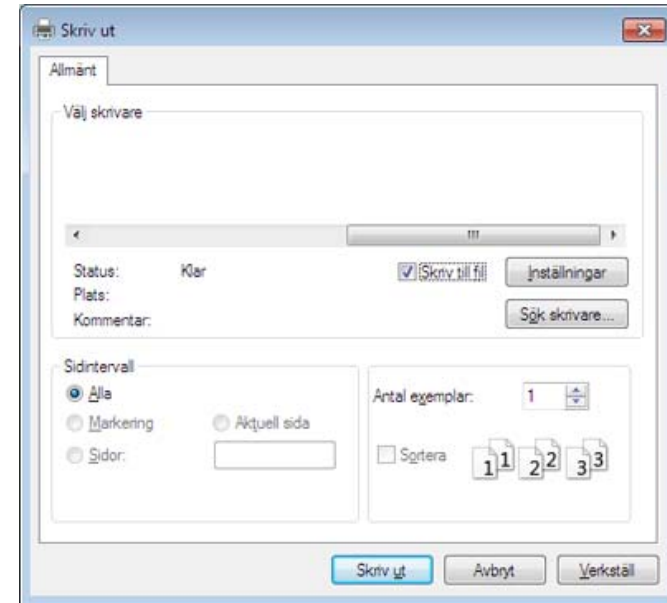 Skriv ut
Allmänt
Välj skrivare
Status: Klar Skriv till fil Inställningar
Plats:
Kommentar: Sök skrivare...
Sidintervall
Alla
Markering Aktuell sida
Sidor:
Antal exemplar: 1
Sortera 1 1 2 2 3 3
Skriv ut Avbryt Verkställ